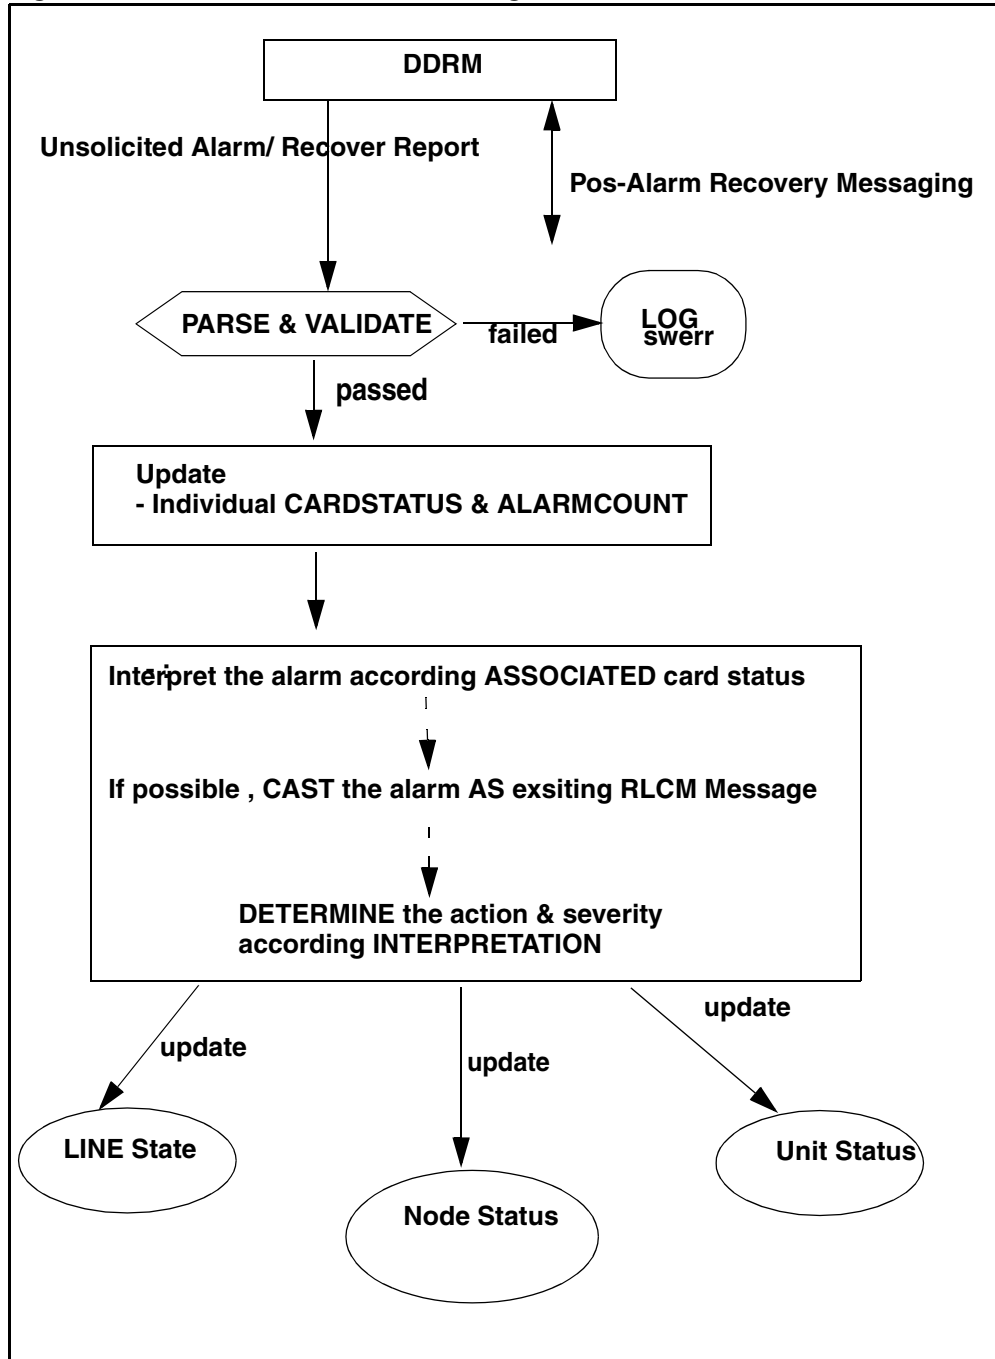 DDRM
Unsolicited Alarm/ Recover Report
Pos-Alarm Recovery Messaging
PARSE & VALIDATE
failed
LOG
swerr
passed
Update
- Individual CARDSTATUS & ALARMCOUNT
Interpret the alarm according ASSOCIATED card status
If possible , CAST the alarm AS exsiting RLCM Message
DETERMINE the action & severity
according INTERPRETATION
update
update
update
LINE State
Node Status
Unit Status